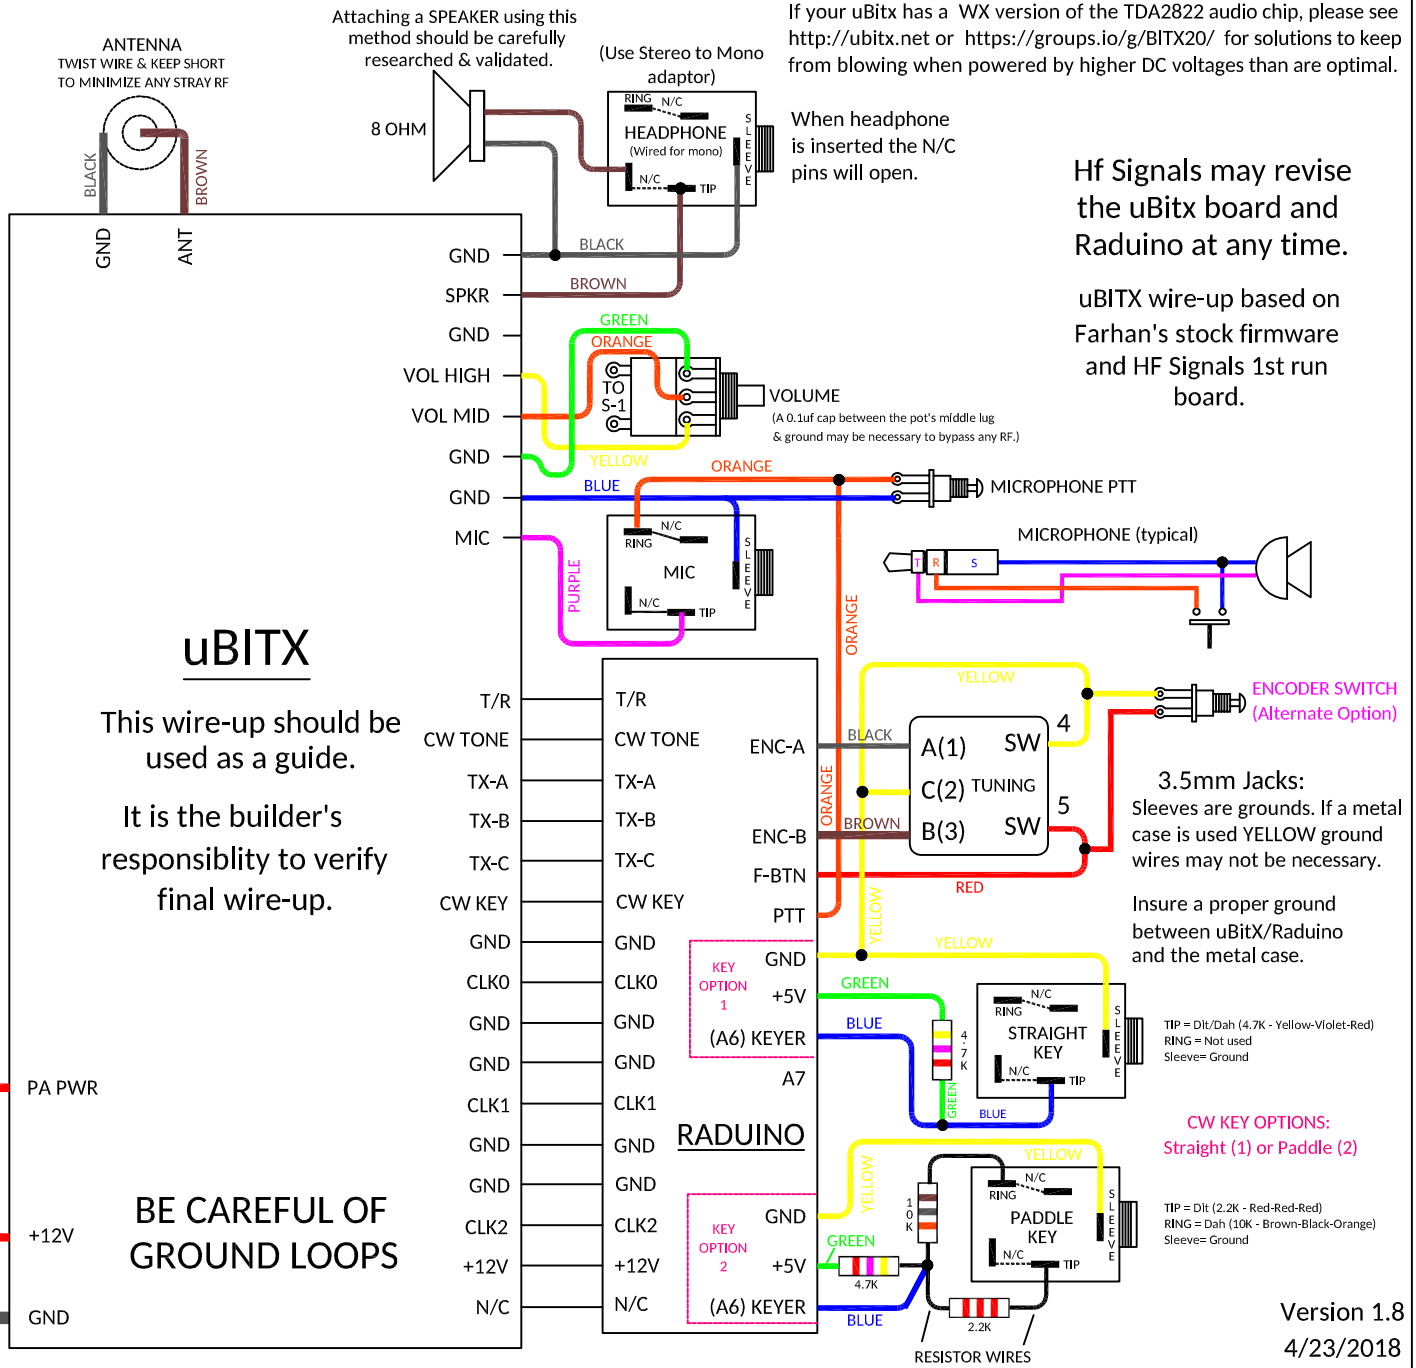 Attaching a SPEAKER using this
method should be carefully
researched & validated.
If your uBitx has a WX version of the TDA2822 audio chip, please see
http://ubitx.net or https://groups.io/g/BITX20/ for solutions to keep
from blowing when powered by higher DC voltages than are optimal.
ANTENNA
TWIST WIRE & KEEP SHORT
TO MINIMIZE ANY STRAY RF
(Use Stereo to Mono
adaptor)
8 OHM
RING
N/C
HEADPHONE
(Wired for mono)
N/C
TIP
SLEEVE
When headphone
is inserted the N/C
pins will open.
BLACK
BROWN
GND
ANT
Hf Signals may revise
the uBitx board and
Raduino at any time.
uBITX wire-up based on
Farhan's stock firmware
and HF Signals 1st run
board.
GND
BLACK
SPKR
BROWN
GND
GREEN
ORANGE
VOL HIGH
VOL MID
TO
S-1
VOLUME
(A 0.1uf cap between the pot's middle lug
& ground may be necessary to bypass any RF.)
GND
YELLOW
ORANGE
GND
BLUE
MICROPHONE PTT
MIC
PURPLE
RING
N/C
MIC
N/C
TIP
SLEEVE
MICROPHONE (typical)
T
R
S
ORANGE
uBITX
This wire-up should be
used as a guide.
It is the builder's
responsiblity to verify
final wire-up.
T/R
CW TONE
TX-A
TX-B
TX-C
CW KEY
GND
CLK0
GND
GND
CLK1
GND
GND
CLK2
+12V
N/C
T/R
CW TONE
TX-A
TX-B
TX-C
CW KEY
GND
CLK0
GND
GND
CLK1
GND
GND
CLK2
+12V
N/C
YELLOW
ENCODER SWITCH
(Alternate Option)
ENC-A
BLACK
A(1)
SW
4
C(2)
TUNING
B(3)
SW
5
ORANGE
ENC-B
BROWN
F-BTN
RED
PTT
YELLOW
3.5mm Jacks:
Sleeves are grounds. If a metal
case is used YELLOW ground
wires may not be necessary.
Insure a proper ground
between uBitX/Raduino
and the metal case.
KEY
OPTION
1
GND
YELLOW
+5V
GREEN
(A6) KEYER
BLUE
A7
4.7K
GREEN
BLUE
RING
N/C
STRAIGHT
KEY
N/C
TIP
SLEEVE
TIP = Dit/Dah (4.7K - Yellow-Violet-Red)
RING = Not used
Sleeve= Ground
RADUINO
CW KEY OPTIONS:
Straight (1) or Paddle (2)
KEY
OPTION
2
GND
YELLOW
YELLOW
+5V
GREEN
4.7K
(A6) KEYER
BLUE
10K
2.2K
RESISTOR WIRES
RING
N/C
PADDLE
KEY
N/C
TIP
SLEEVE
TIP = Dit (2.2K - Red-Red-Red)
RING = Dah (10K - Brown-Black-Orange)
Sleeve= Ground
PA PWR
+12V
GND
BE CAREFUL OF
GROUND LOOPS
Version 1.8
4/23/2018